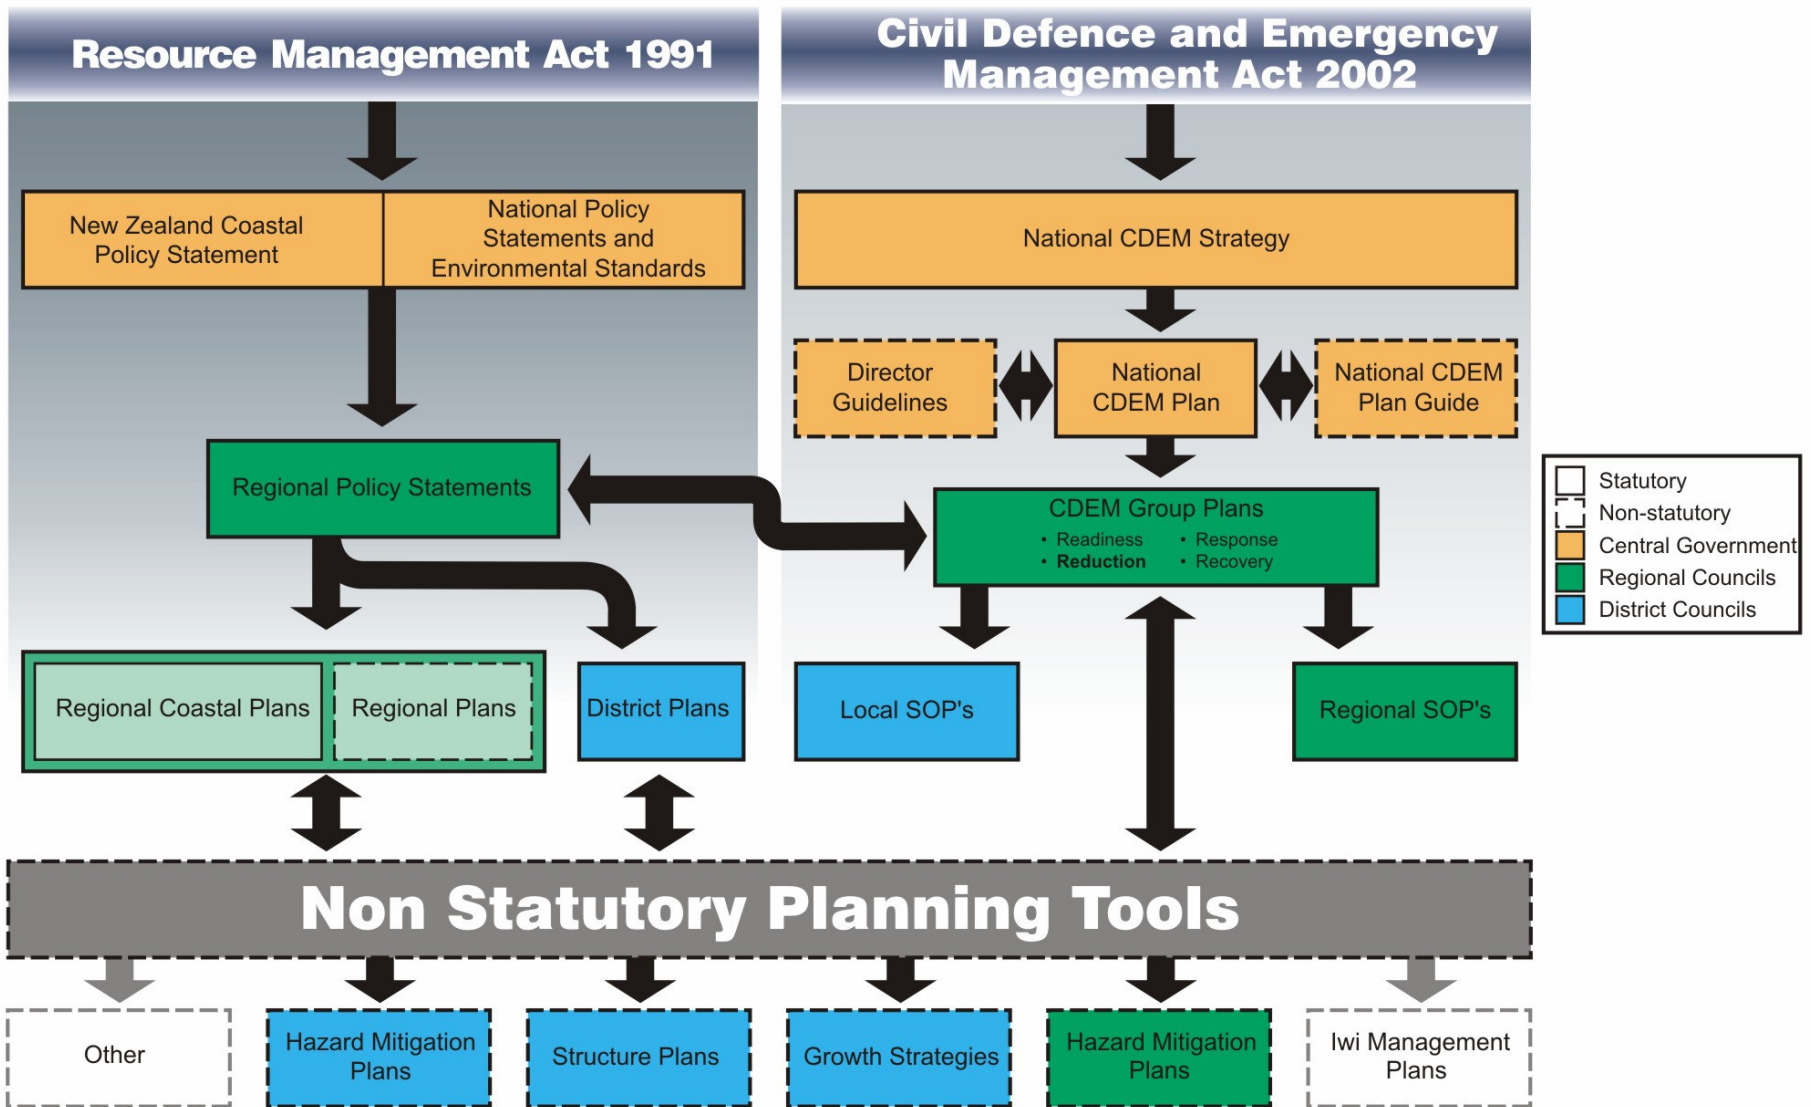 Resource Management Act 1991
Civil Defence and Emergency
Management Act 2002
New Zealand Coastal
Policy Statement
National Policy
Statements and
Environmental Standards
National CDEM Strategy
Director
Guidelines
National
CDEM Plan
National CDEM
Plan Guide
Regional Policy Statements
CDEM Group Plans
• Readiness
• Response
• Reduction
• Recovery
Statutory
Non-statutory
Central Government
Regional Councils
District Councils
Regional Coastal Plans
Regional Plans
District Plans
Local SOP's
Regional SOP's
Non Statutory Planning Tools
Other
Hazard Mitigation
Plans
Structure Plans
Growth Strategies
Hazard Mitigation
Plans
Iwi Management
Plans